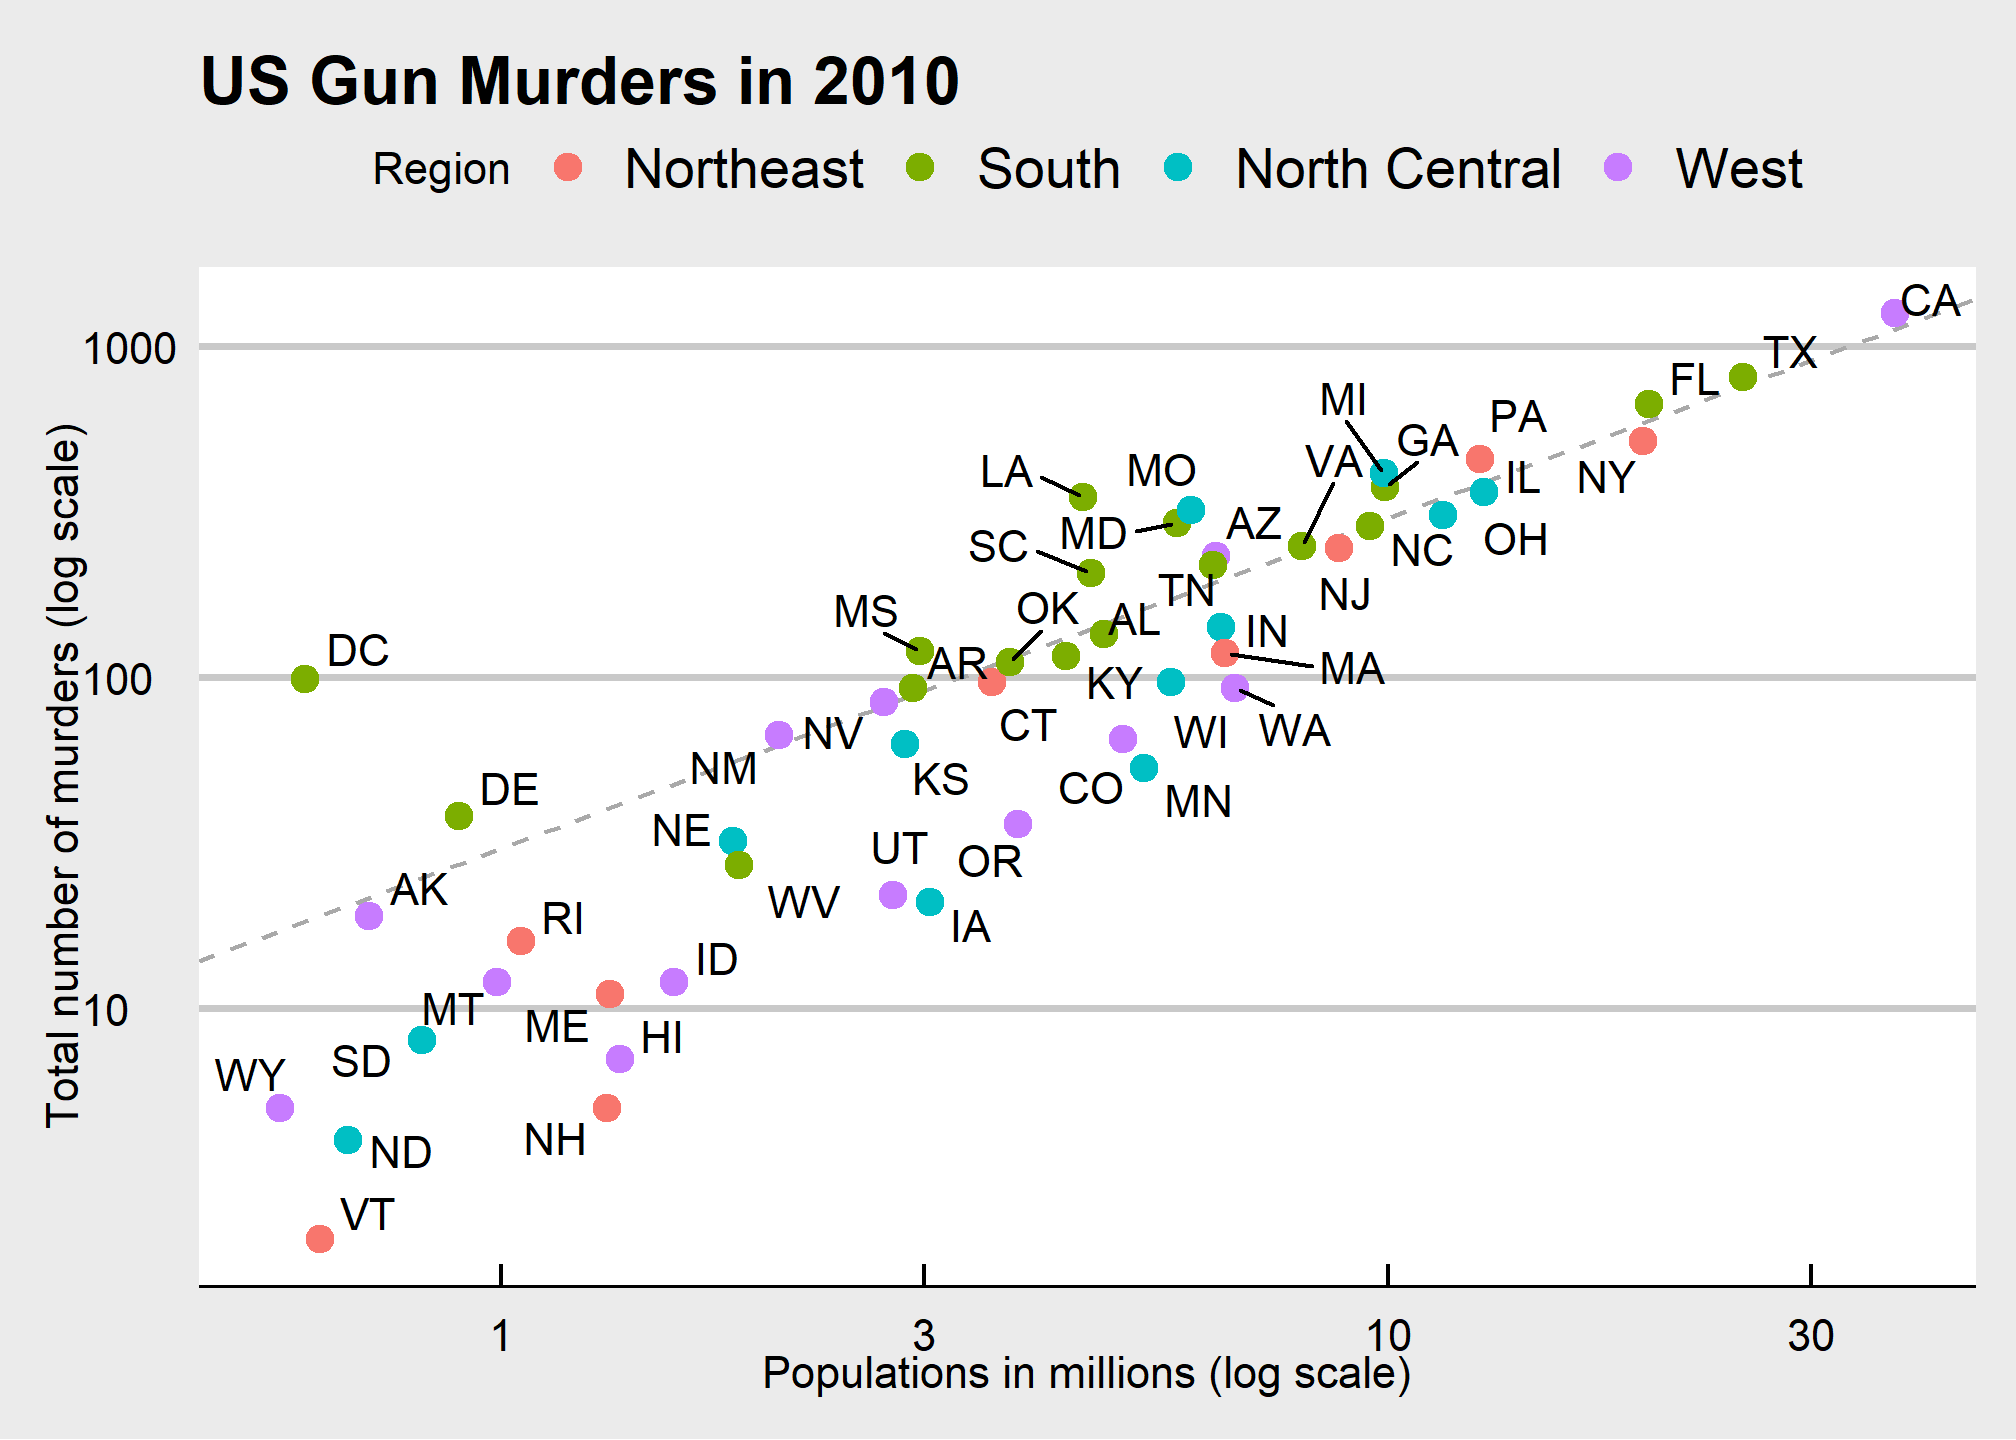 US Gun Murders in 2010
Region Northeast South North Central West
CA
1000
TX
FL
MI
PA
GA
VA
LA
MO
IL
NY
AZ
MD
OH
SC
NC
TN
NJ
OK
MS
AL
IN
DC
AR
MA
100
KY
CT
NV
WI
WA
NM
KS
DE
CO
MN
NE
UT
OR
AK
WV
RI
IA
ID
MT
10
ME
HI
SD
WY
NH
ND
VT
Total number of murders (log scale)
1 3 10 30
Populations in millions (log scale)